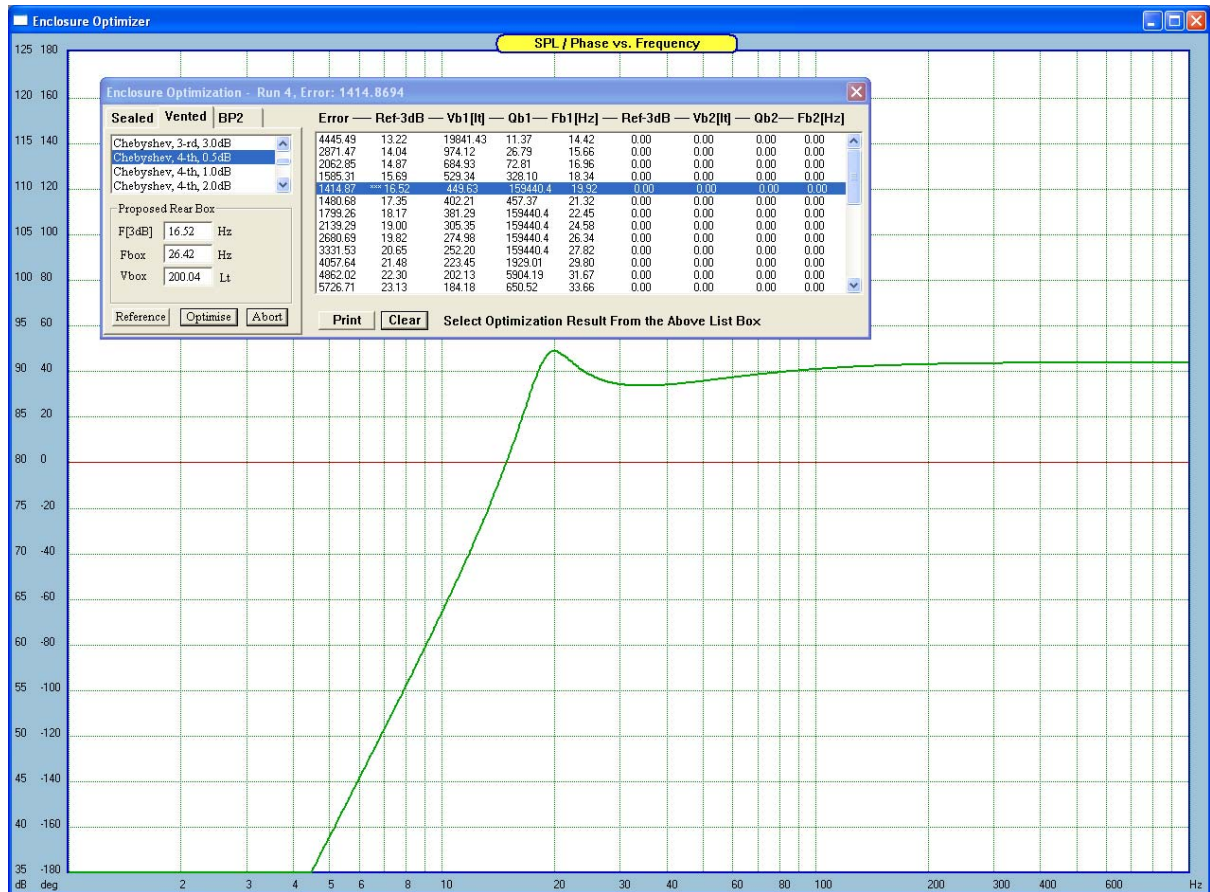 Enclosure Optimizer
SPL / Phase vs. Frequency
Enclosure Optimization - Run 4, Error: 1414.8694
Sealed Vented BP2
Chebyshev, 3-rd, 3.0dB
Chebyshev, 4-th, 0.5dB
Chebyshev, 4-th, 1.0dB
Chebyshev, 4-th, 2.0dB
Proposed Rear Box
F[3dB] 16.52 Hz
Fbox 26.42 Hz
Vbox 200.04 Lt
Reference Optimise Abort
Error — Ref-3dB — Vb1[lt] — Qb1— Fb1[Hz] — Ref-3dB — Vb2[lt] — Qb2— Fb2[Hz]
4445.49 13.22 19841.43 11.37 14.42 0.00 0.00 0.00 0.00
2871.47 14.04 974.12 26.79 15.66 0.00 0.00 0.00 0.00
2062.85 14.87 684.93 72.81 16.96 0.00 0.00 0.00 0.00
1585.31 15.69 529.34 328.10 18.34 0.00 0.00 0.00 0.00
1414.87 *** 16.52 449.63 159440.4 19.92 0.00 0.00 0.00 0.00
1480.68 17.35 402.21 457.37 21.32 0.00 0.00 0.00 0.00
1799.26 18.17 381.29 159440.4 22.45 0.00 0.00 0.00 0.00
2139.29 19.00 305.35 159440.4 24.58 0.00 0.00 0.00 0.00
2680.69 19.82 274.98 159440.4 26.34 0.00 0.00 0.00 0.00
3331.53 20.65 252.20 159440.4 27.82 0.00 0.00 0.00 0.00
4057.64 21.48 223.45 1929.01 29.80 0.00 0.00 0.00 0.00
4862.02 22.30 202.13 5904.19 31.67 0.00 0.00 0.00 0.00
5726.71 23.13 184.18 650.52 33.66 0.00 0.00 0.00 0.00
Print Clear Select Optimization Result From the Above List Box
125 180
120 160
115 140
110 120
105 100
100 80
95 60
90 40
85 20
80 0
75 -20
70 -40
65 -60
60 -80
55 -100
50 -120
45 -140
40 -160
35 -180
dB deg 2 3 4 5 6 8 10 20 30 40 60 80 100 200 300 400 600 Hz